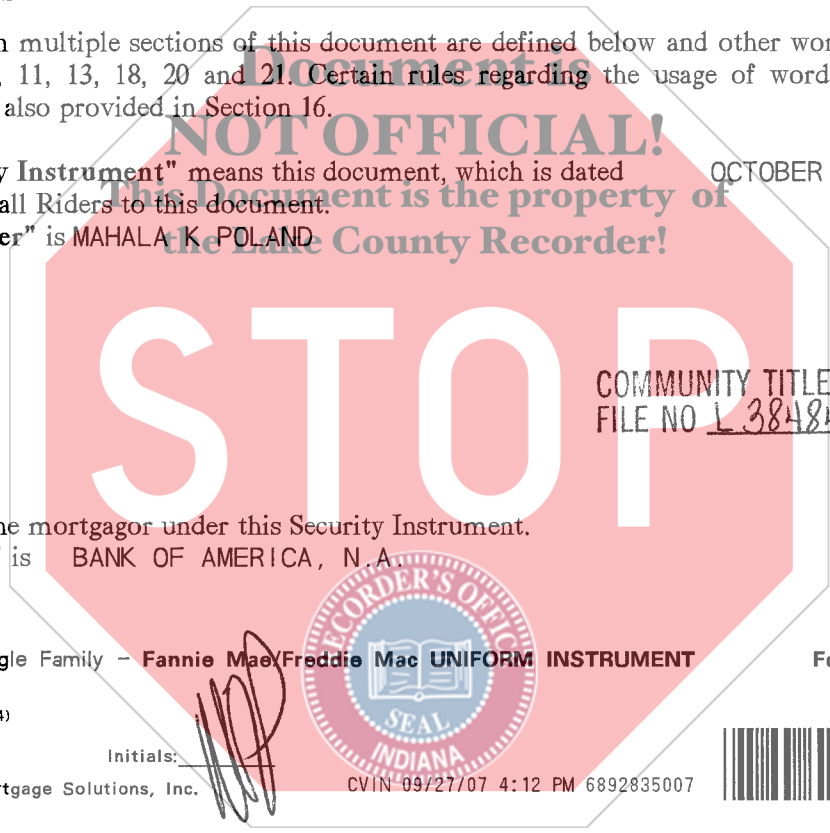 multiple sections of this document are defined below and other wor
, 11, 13, 18, 20 and 21. Certain rules regarding the usage of word
also provided in Section 16.
Document is
NOT OFFICIAL!
This Document is the property of
the Lake County Recorder!
y Instrument" means this document, which is dated OCTOBER
all Riders to this document.
er" is MAHALA K POLAND
STOP
COMMUNITY TITLE
FILE NO L 3848
ne mortgagor under this Security Instrument.
is BANK OF AMERICA, N.A.
RECORDER'S OFFICE
SEAL
INDIANA
gle Family - Fannie Mae/Freddie Mac UNIFORM INSTRUMENT Fo
4)
Initials:
rtgage Solutions, Inc.
CVIN 09/27/07 4:12 PM 6892835007